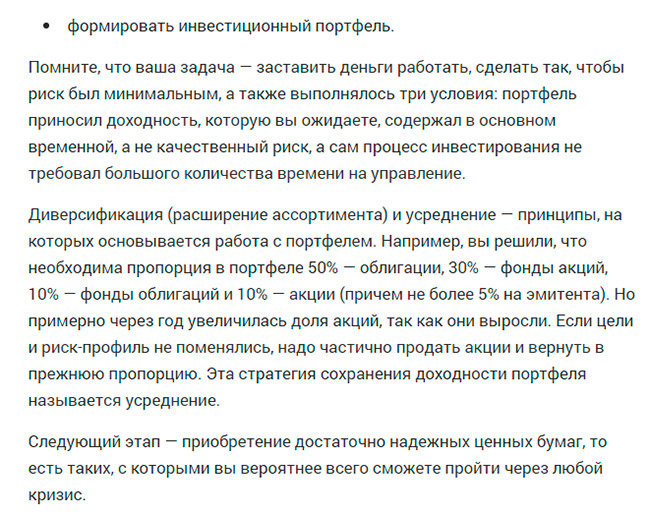 • формировать инвестиционный портфель.
Помните, что ваша задача — заставить деньги работать, сделать так, чтобы
риск был минимальным, а также выполнялось три условия: портфель
приносил доходность, которую вы ожидаете, содержал в основном
временной, а не качественный риск, а сам процесс инвестирования не
требовал большого количества времени на управление.
Диверсификация (расширение ассортимента) и усреднение — принципы, на
которых основывается работа с портфелем. Например, вы решили, что
необходима пропорция в портфеле 50% — облигации, 30% — фонды акций,
10% — фонды облигаций и 10% — акции (причем не более 5% на эмитента). Но
примерно через год увеличилась доля акций, так как они выросли. Если цели
и риск-профиль не поменялись, надо частично продать акции и вернуть в
прежнюю пропорцию. Эта стратегия сохранения доходности портфеля
называется усреднение.
Следующий этап — приобретение достаточно надежных ценных бумаг, то
есть таких, с которыми вы вероятнее всего сможете пройти через любой
кризис.